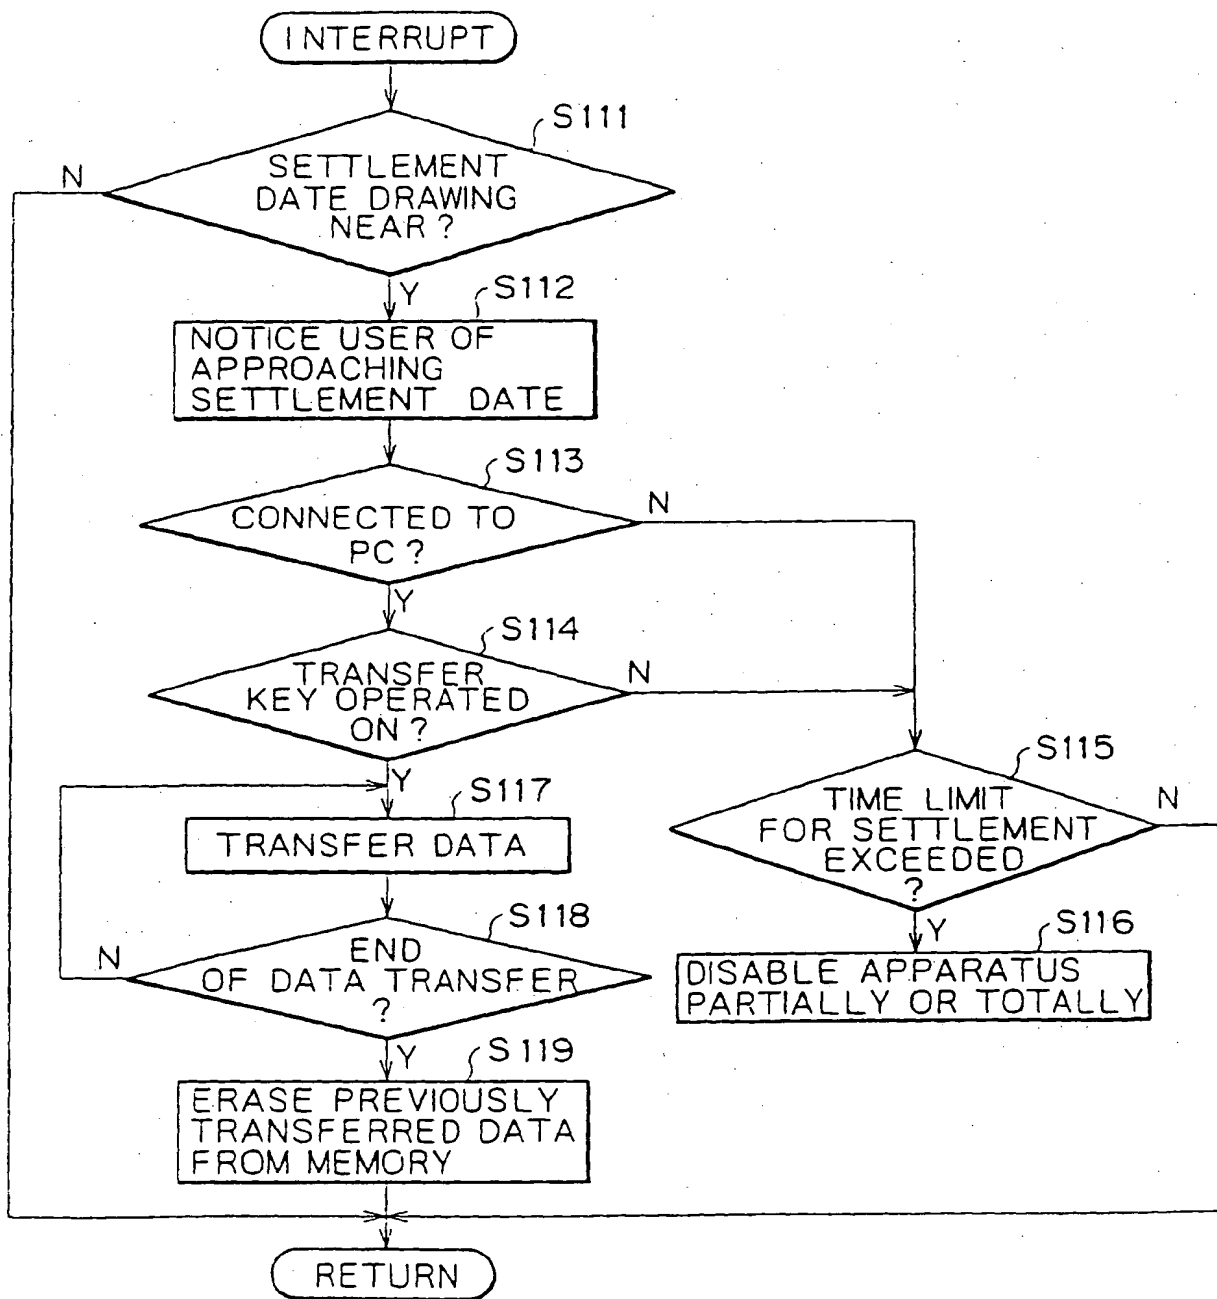 INTERRUPT
S111
N
SETTLEMENT
DATE DRAWING
NEAR?
Y
S112
NOTICE USER OF
APPROACHING
SETTLEMENT DATE
S113
N
CONNECTED TO
PC?
Y
S114
N
TRANSFER
KEY OPERATED
ON?
Y
S115
N
TIME LIMIT
FOR SETTLEMENT
EXCEEDED
?
Y
S116
DISABLE APPARATUS
PARTIALLY OR TOTALLY
S117
TRANSFER DATA
S118
N
END
OF DATA TRANSFER
?
Y
S119
ERASE PREVIOUSLY
TRANSFERRED DATA
FROM MEMORY
RETURN